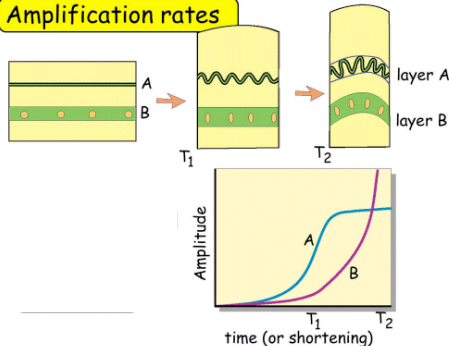 Amplification rates
A
B
T1
T2
layer A
layer B
Amplitude
A
B
T1
T2
time (or shortening)